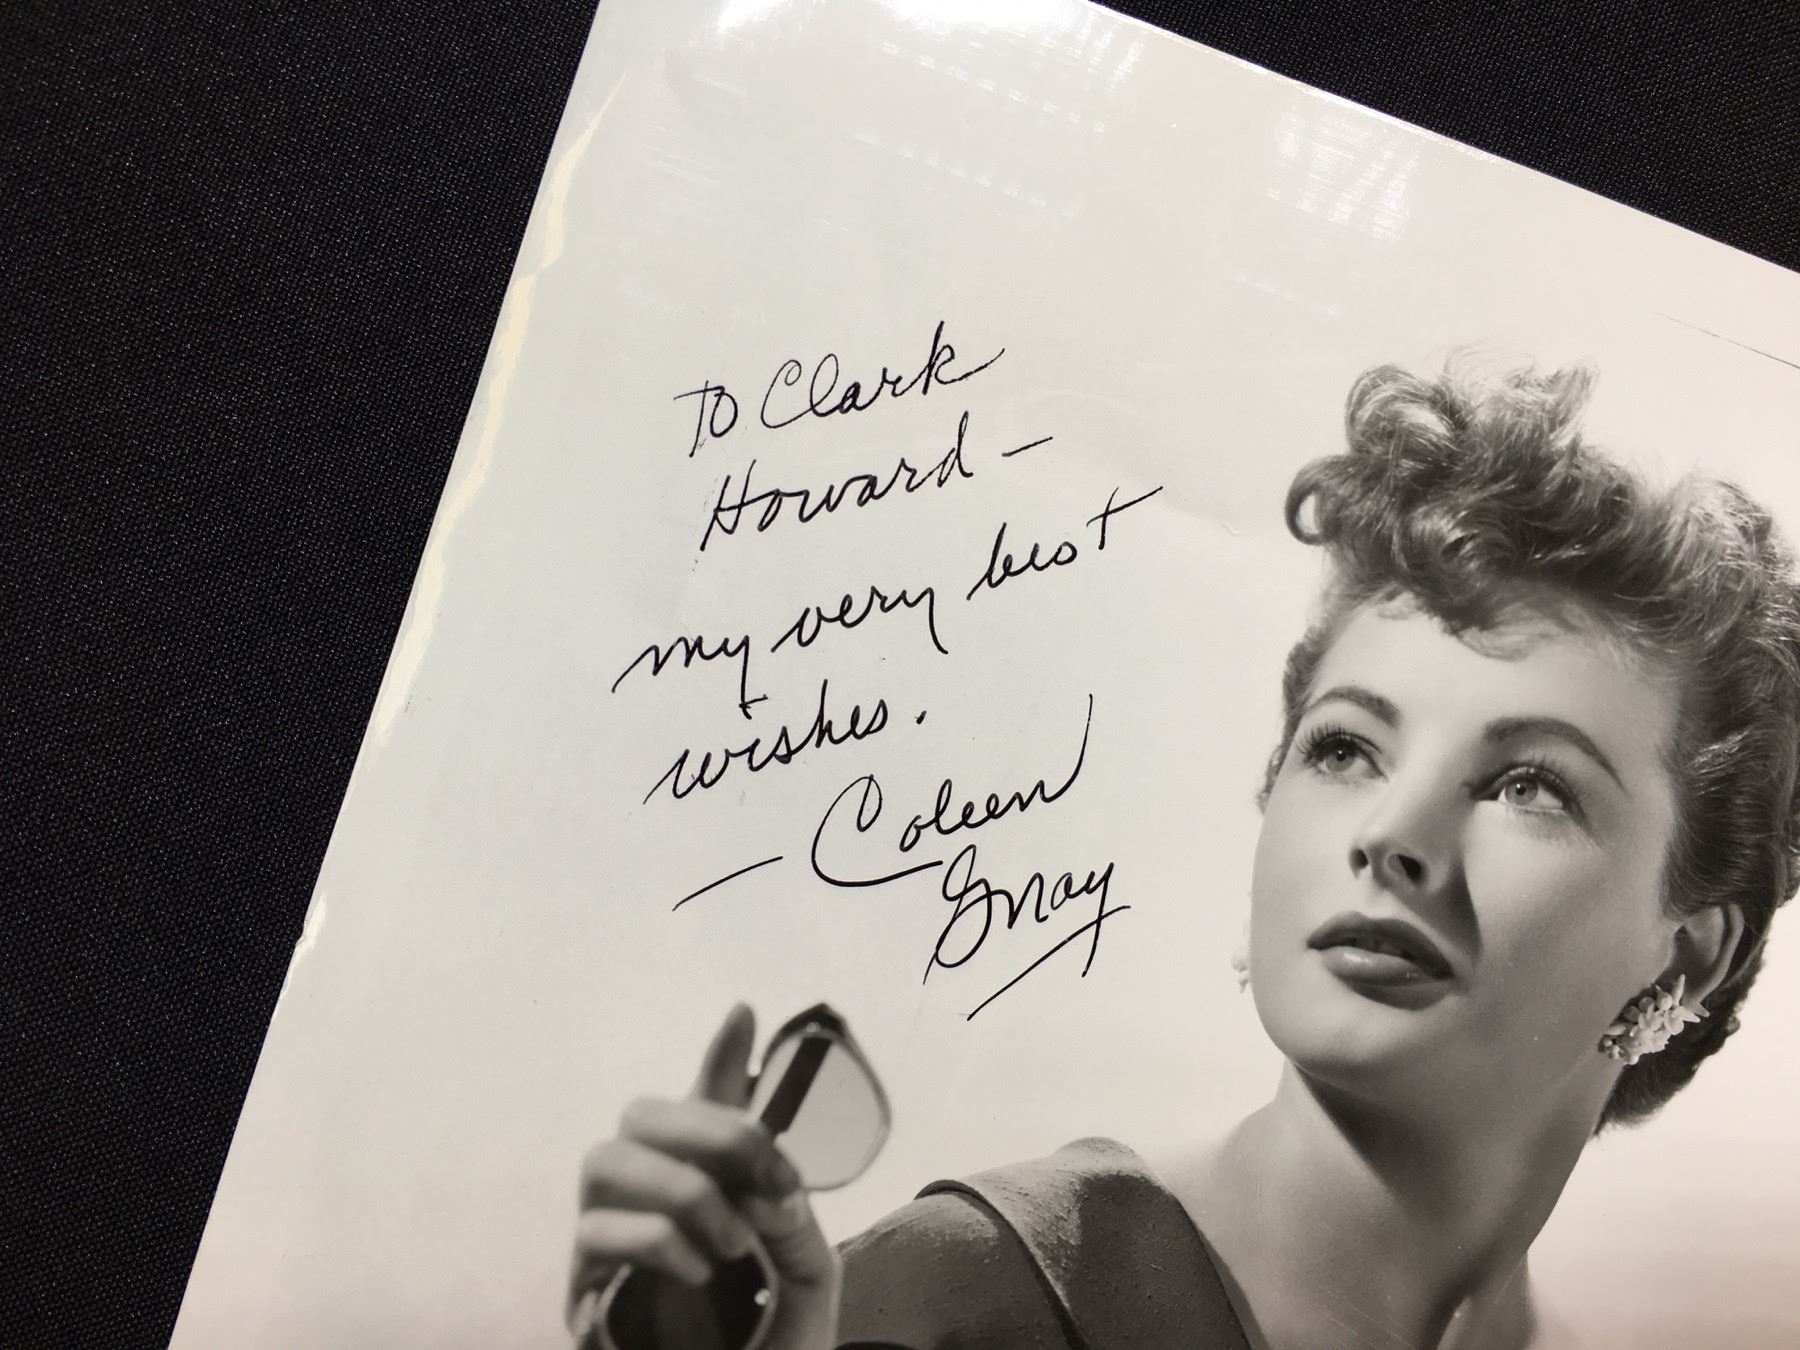 To Clark
Howard –
my very best
wishes.
– Coleen
Gray